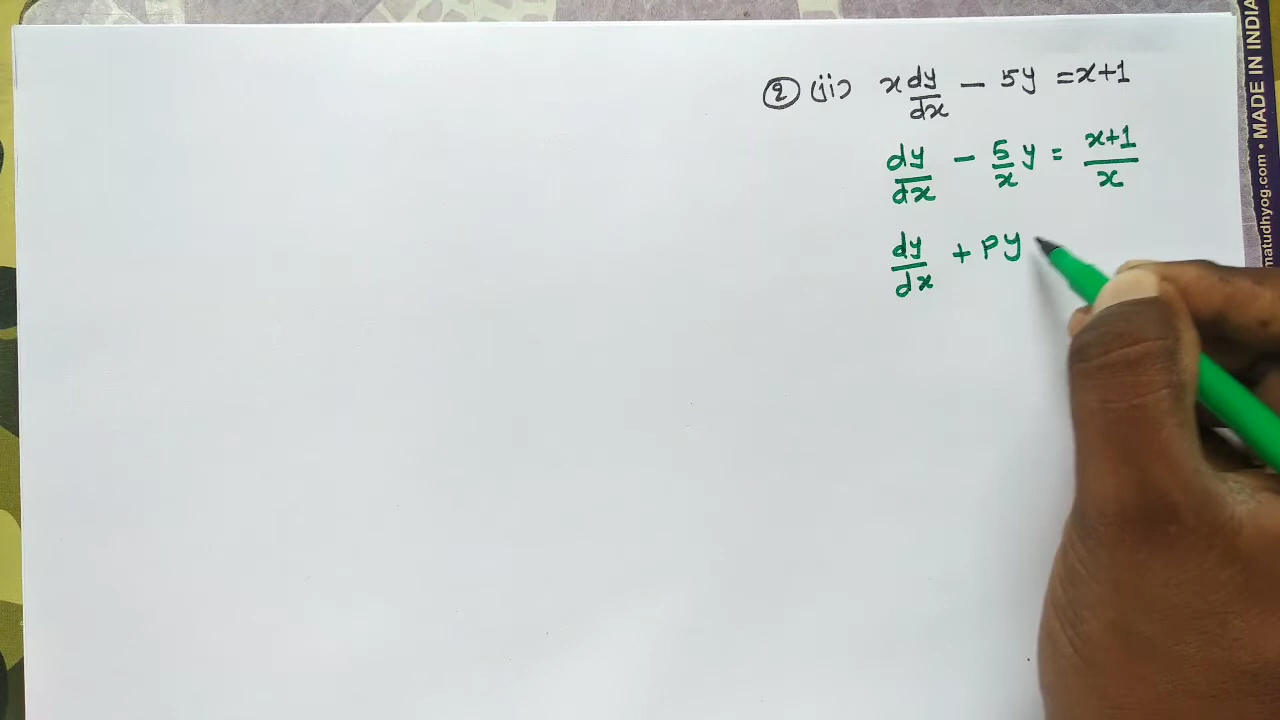 ② (ii) x dy/dx - 5y = x+1
dy/dx - 5/x y = x+1/x
dy/dx + Py
matudhyog.com • MADE IN INDIA